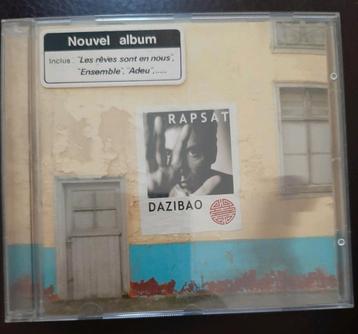 Nouvel album
Inclus : "Les rêves sont en nous",
"Ensemble", "Adeu",.....
RAPSAT
DAZIBAO